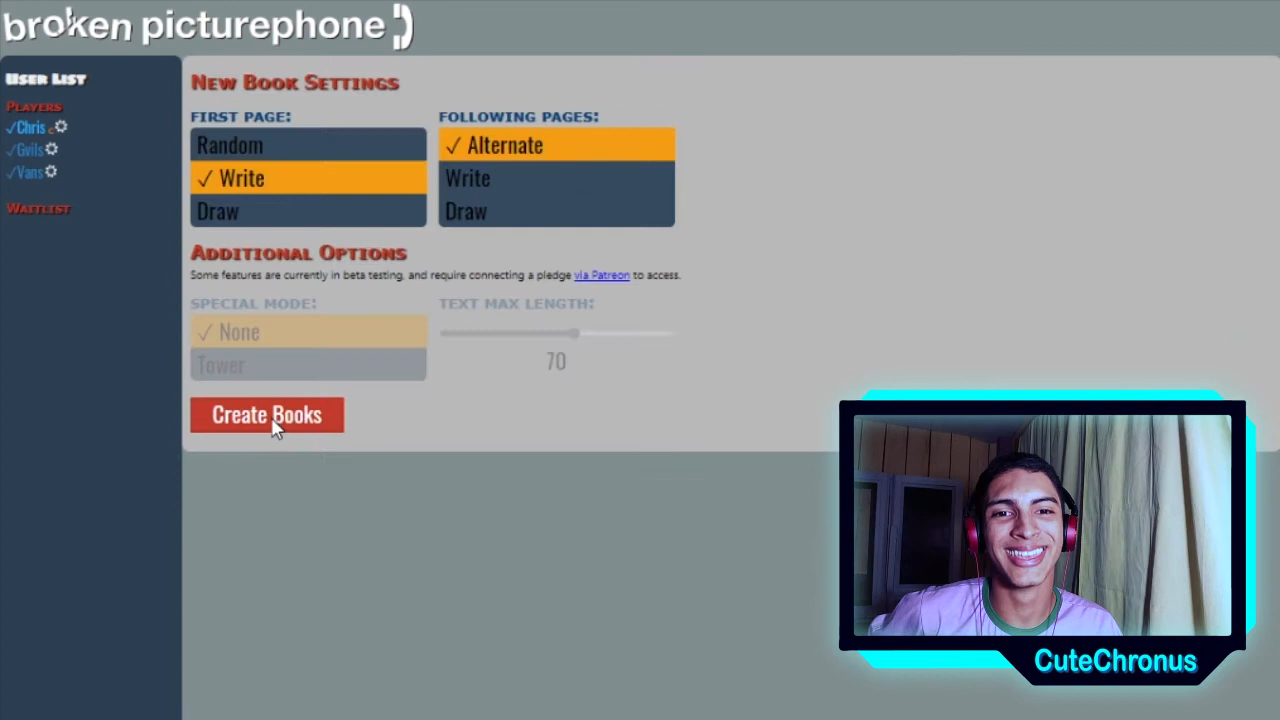 broken picturephone
User List
Players
✓Chris
✓Gvils
✓Vans
Waitlist
New Book Settings
FIRST PAGE:
Random
✓ Write
Draw
FOLLOWING PAGES:
✓ Alternate
Write
Draw
Additional Options
Some features are currently in beta testing, and require connecting a pledge via Patreon to access.
SPECIAL MODE:
✓ None
Tower
TEXT MAX LENGTH:
70
Create Books
CuteChronus